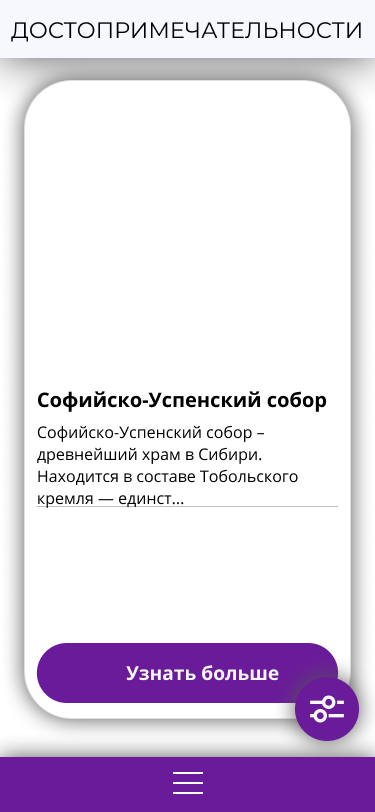 ДОСТОПРИМЕЧАТЕЛЬНОСТИ
Софийско-Успенский собор
Софийско-Успенский собор –
древнейший храм в Сибири.
Находится в составе Тобольского
кремля — единст...
Узнать больше